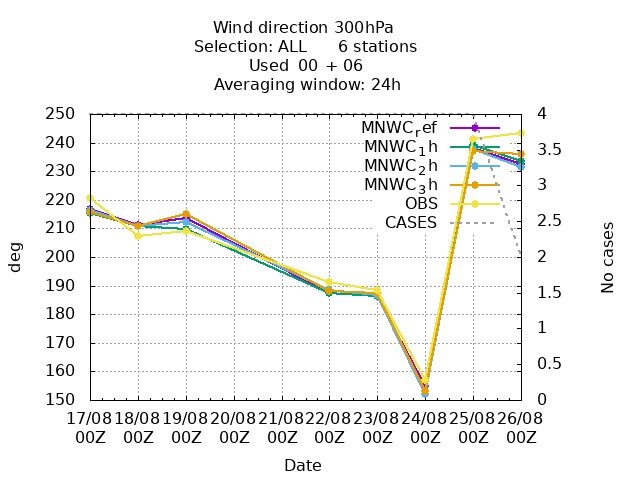 Wind direction 300hPa
Selection: ALL 6 stations
Used 00 + 06
Averaging window: 24h
250
240
230
220
210
200
190
180
170
160
150
deg
4
3.5
3
2.5
2
1.5
1
0.5
0
No cases
MNWC_ref
MNWC_1h
MNWC_2h
MNWC_3h
OBS
CASES
17/08 18/08 19/08 20/08 21/08 22/08 23/08 24/08 25/08 26/08
00Z 00Z 00Z 00Z 00Z 00Z 00Z 00Z 00Z 00Z
Date